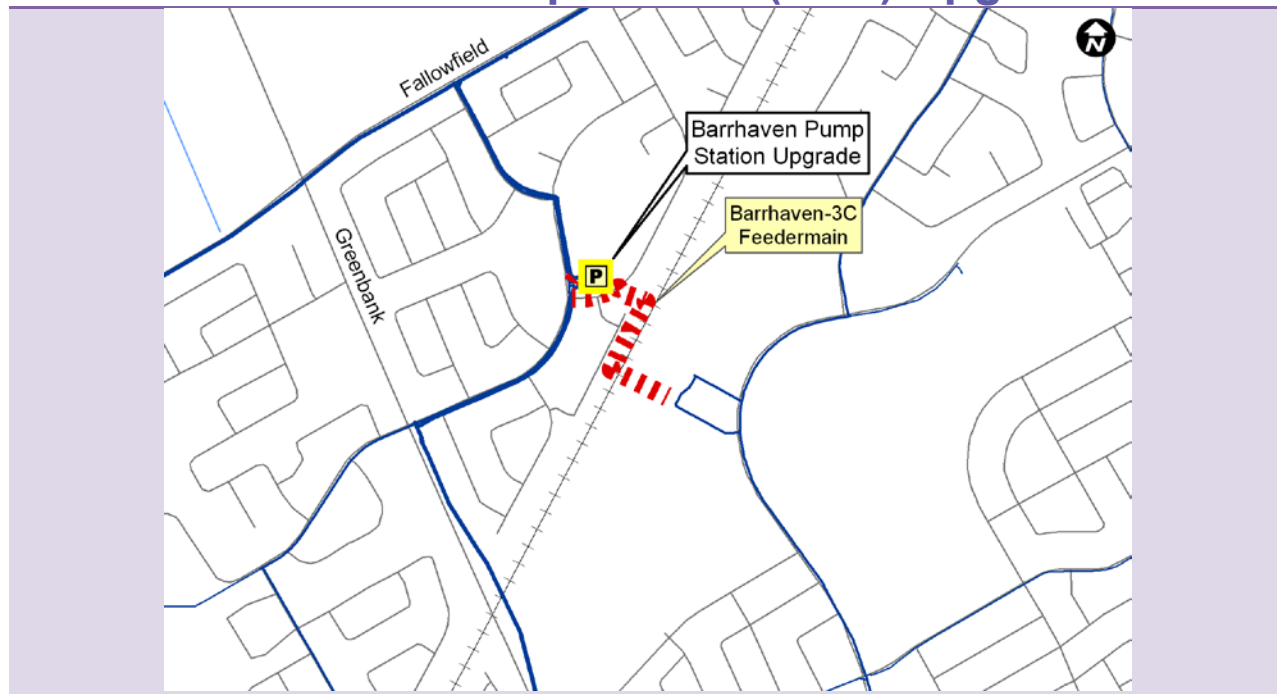 N
Fallowfield
Barrhaven Pump
Station Upgrade
Barrhaven-3C
Feedermain
Greenbank
P